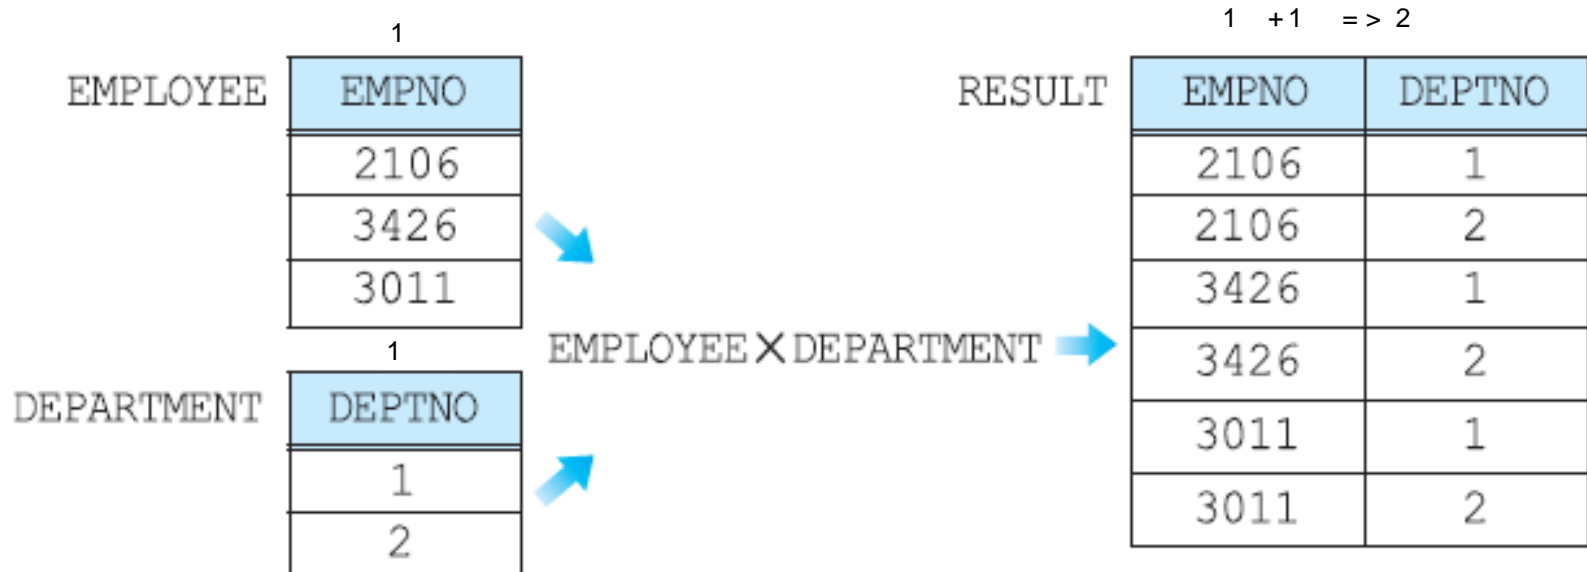 1
EMPLOYEE EMPNO
2106
3426
3011
1
DEPARTMENT DEPTNO
1
2
EMPLOYEE X DEPARTMENT
1 + 1 = > 2
RESULT EMPNO DEPTNO
2106 1
2106 2
3426 1
3426 2
3011 1
3011 2